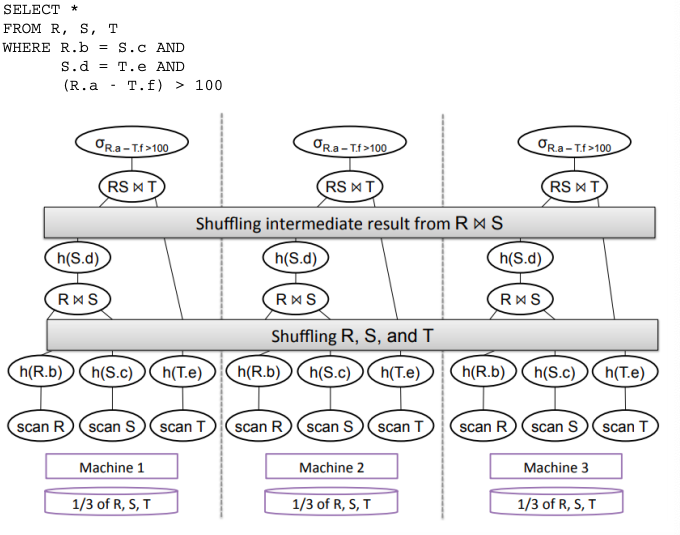 SELECT *
FROM R, S, T
WHERE R.b = S.c AND
S.d = T.e AND
(R.a - T.f) > 100
σR.a – T.f >100 σR.a – T.f >100 σR.a – T.f >100
RS ⋈ T RS ⋈ T RS ⋈ T
Shuffling intermediate result from R ⋈ S
h(S.d) h(S.d) h(S.d)
R ⋈ S R ⋈ S R ⋈ S
Shuffling R, S, and T
h(R.b) h(S.c) h(T.e) h(R.b) h(S.c) h(T.e) h(R.b) h(S.c) h(T.e)
scan R scan S scan T scan R scan S scan T scan R scan S scan T
Machine 1 Machine 2 Machine 3
1/3 of R, S, T 1/3 of R, S, T 1/3 of R, S, T